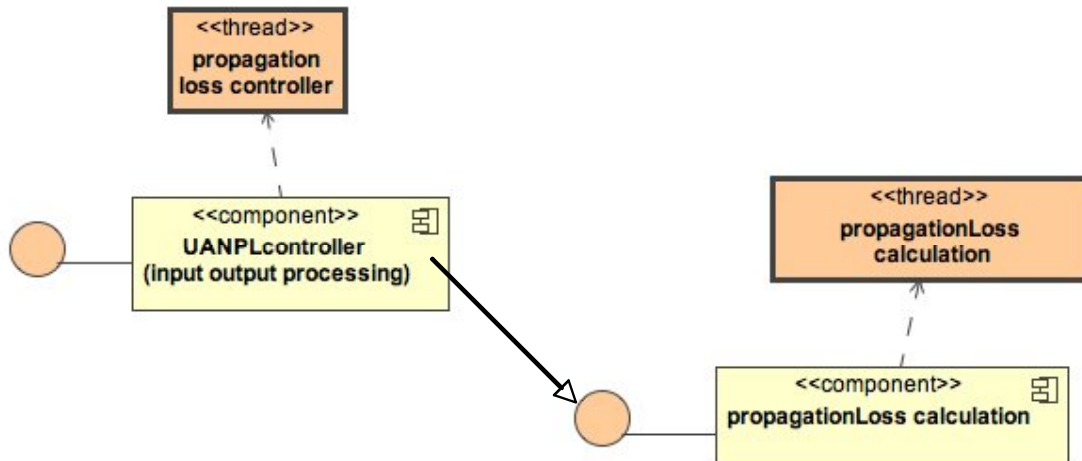 <<thread>>
propagation
loss controller
<<component>>
UANPLcontroller
(input output processing)
<<thread>>
propagationLoss
calculation
<<component>>
propagationLoss calculation